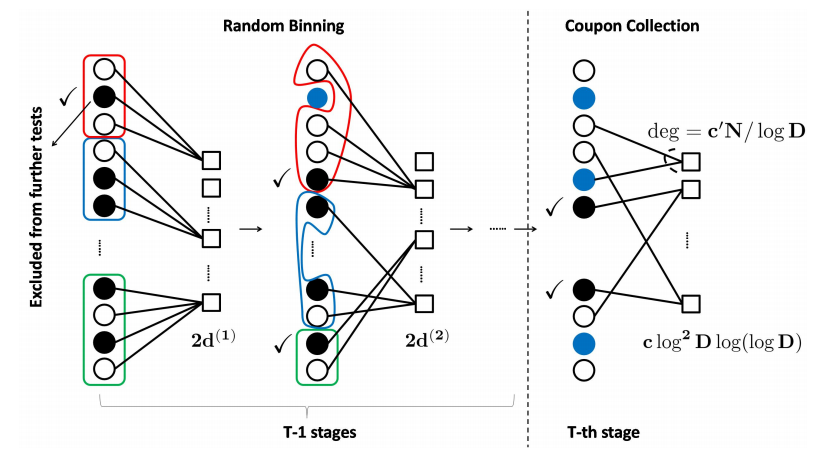 Random Binning
Coupon Collection
Excluded from further tests
deg = c′N/ log D
2d(1)
2d(2)
c log2 D log(log D)
T-1 stages
T-th stage